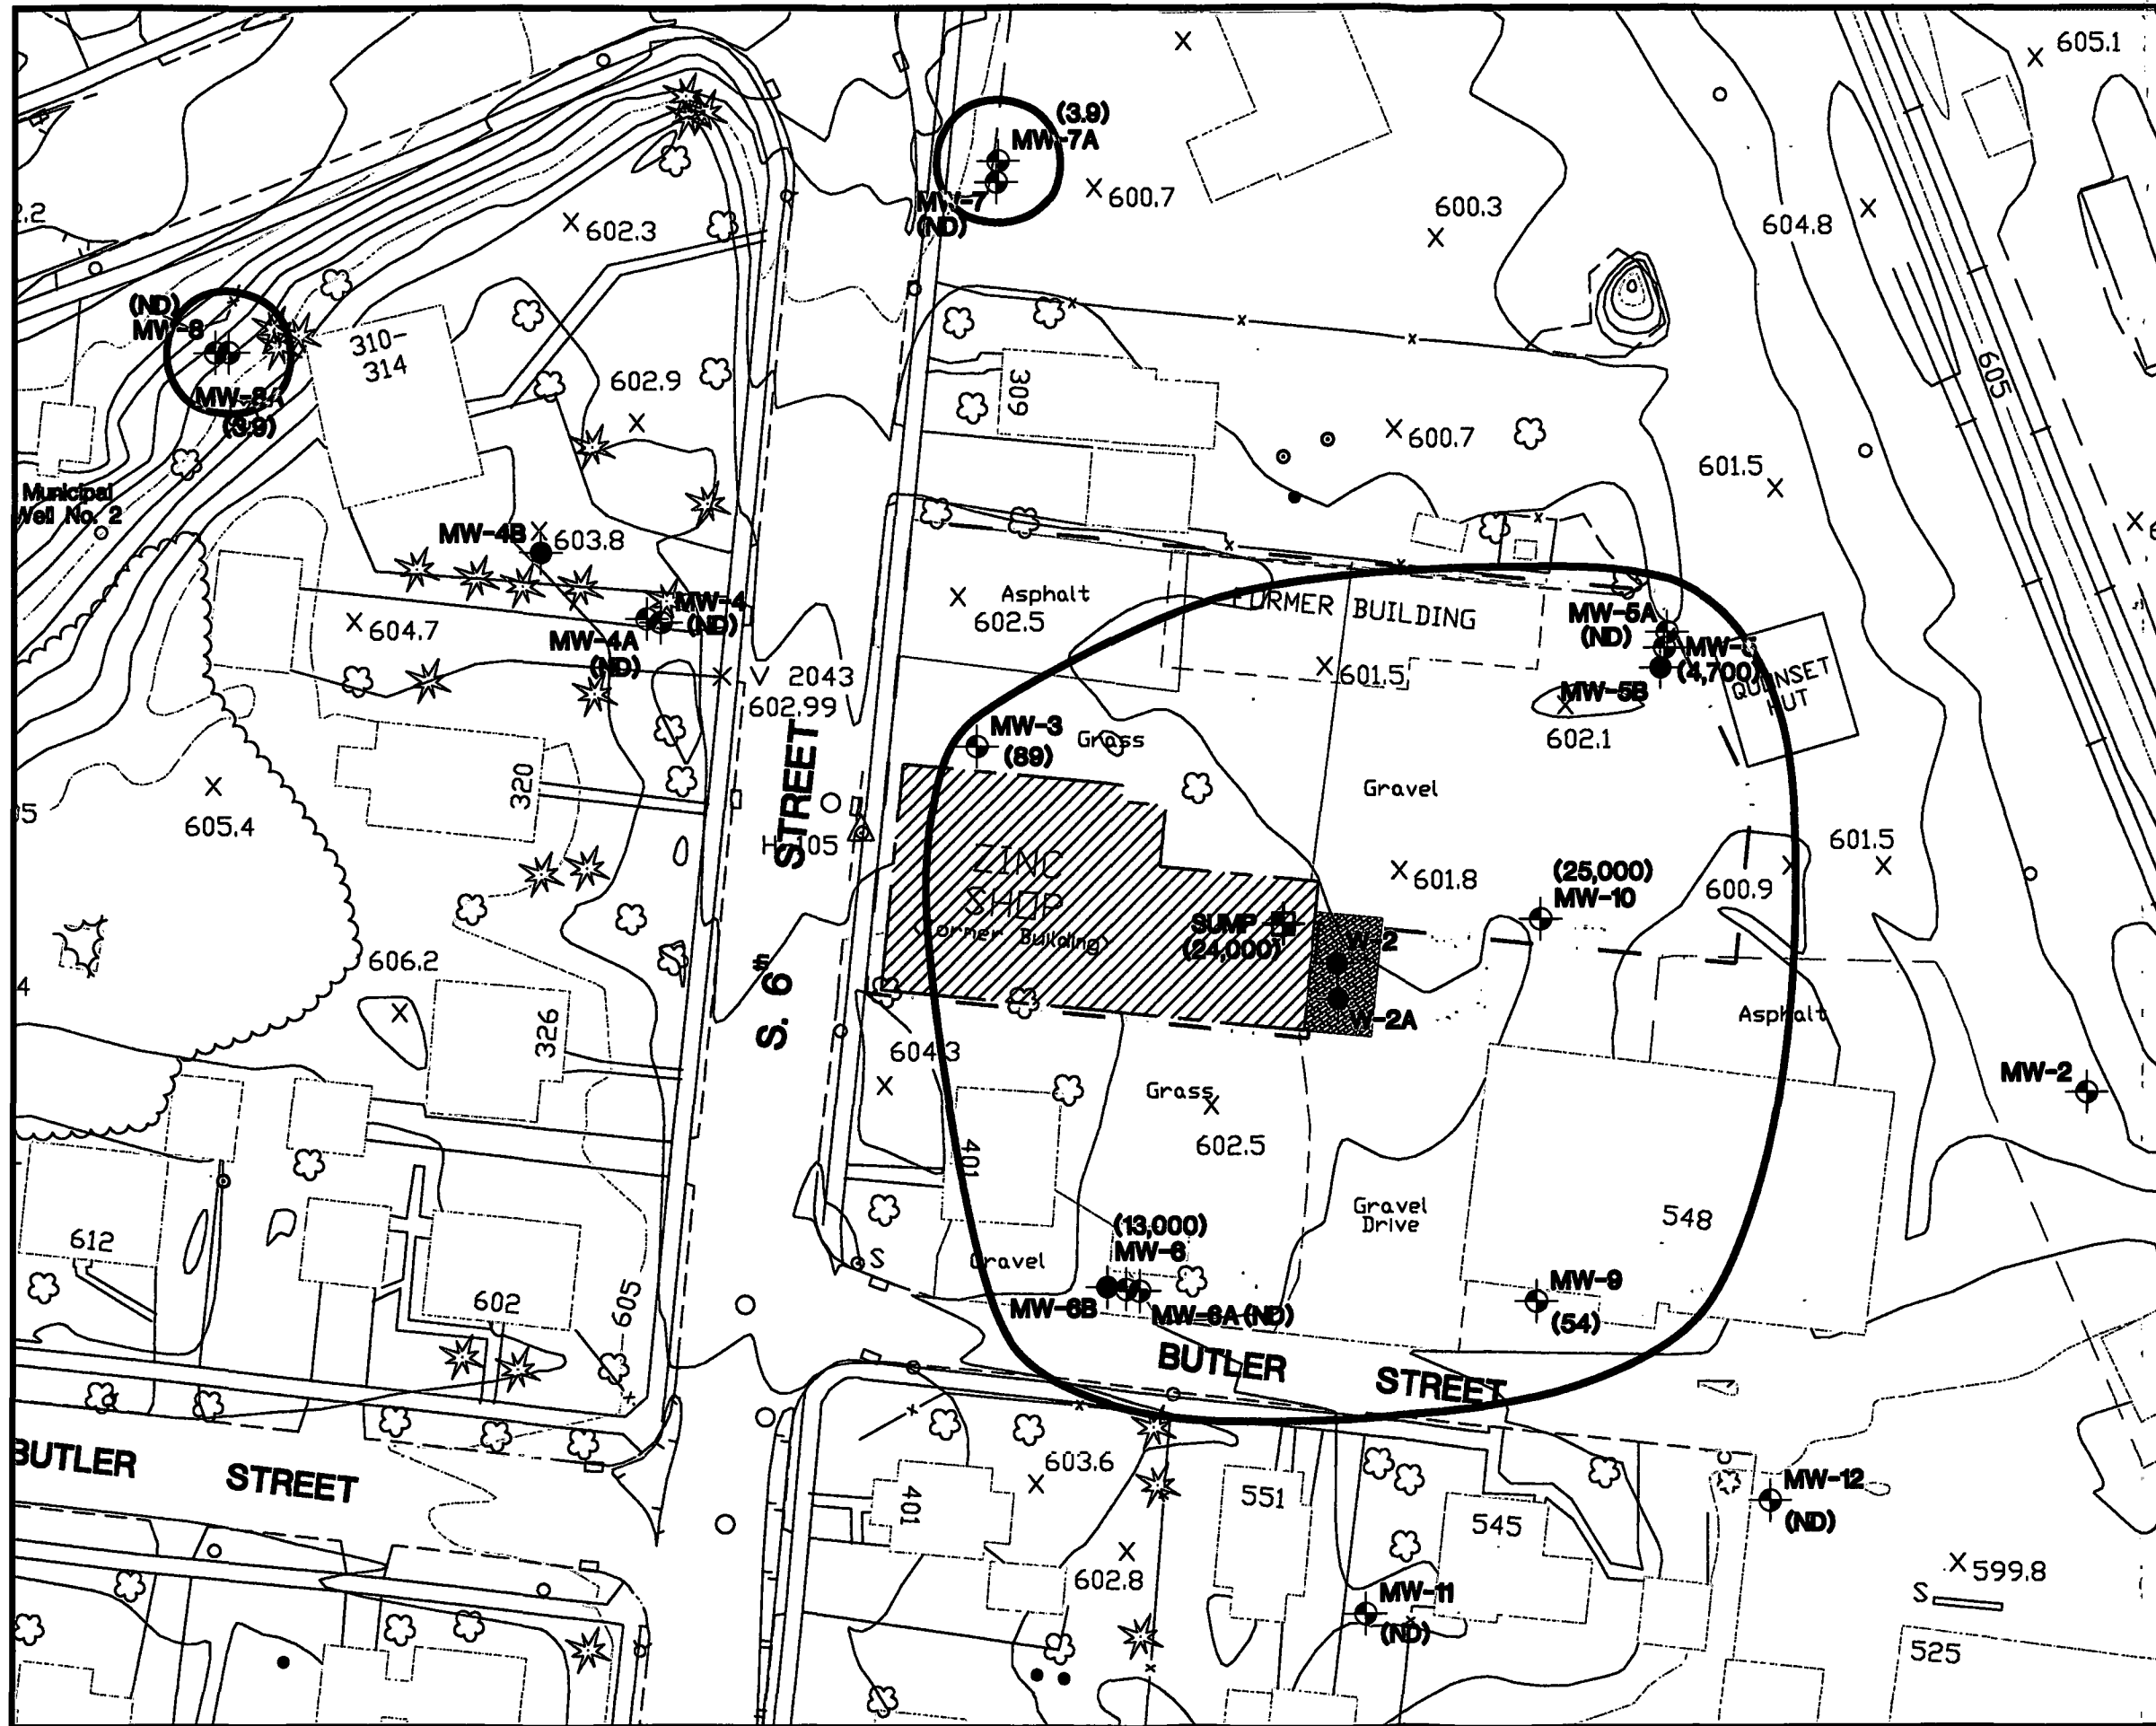 605.1
(3.9)
MW-7A
600.7
MW-7
(ND)
600.3
604.8
602.3
(ND)
MW-8
310-
314
MW-8A
(3.9)
602.9
309
600.7
605
601.5
Municipal
Well No. 2
MW-4B
603.8
MW-4
(ND)
MW-4A
(ND)
604.7
Asphalt
602.5
FORMER BUILDING
MW-5A
(ND)
MW-5
(4,700)
MW-5B
QUONSET
HUT
601.5
602.1
V 2043
602.99
MW-3
(89)
Grass
Gravel
320
605.4
S. 6th STREET
ZINC
SHOP
(Former Building)
SUMP
(24,000)
W-2
W-2A
601.8
(25,000)
MW-10
600.9
601.5
606.2
326
604.3
Asphalt
MW-2
Grass
602.5
401
Gravel
Drive
548
612
602
605
S
Gravel
(13,000)
MW-6
MW-6B
MW-6A (ND)
MW-9
(54)
BUTLER STREET
BUTLER STREET
603.6
401
551
545
MW-12
(ND)
602.8
MW-11
(ND)
599.8
S
525